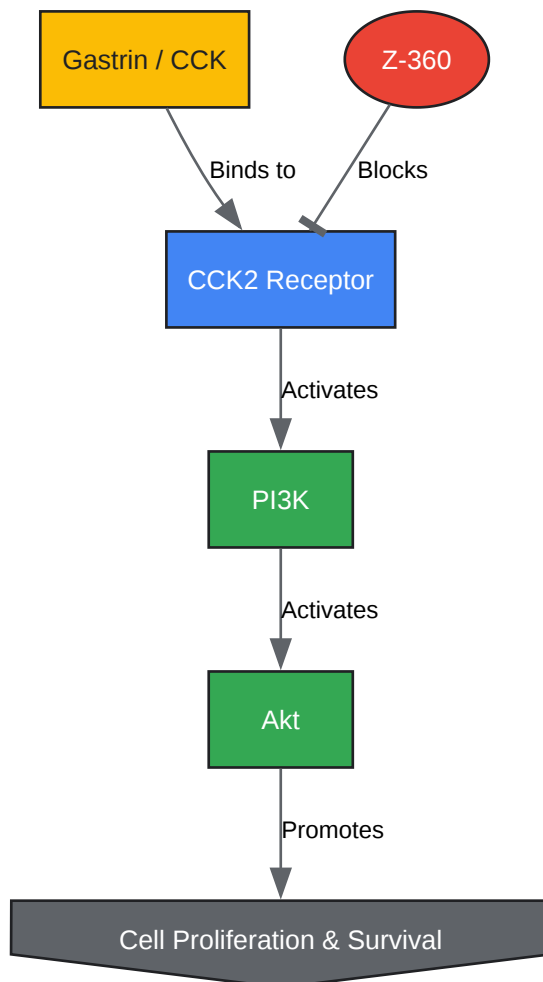 Gastrin / CCK
Z-360
Binds to
Blocks
CCK2 Receptor
Activates
PI3K
Activates
Akt
Promotes
Cell Proliferation & Survival